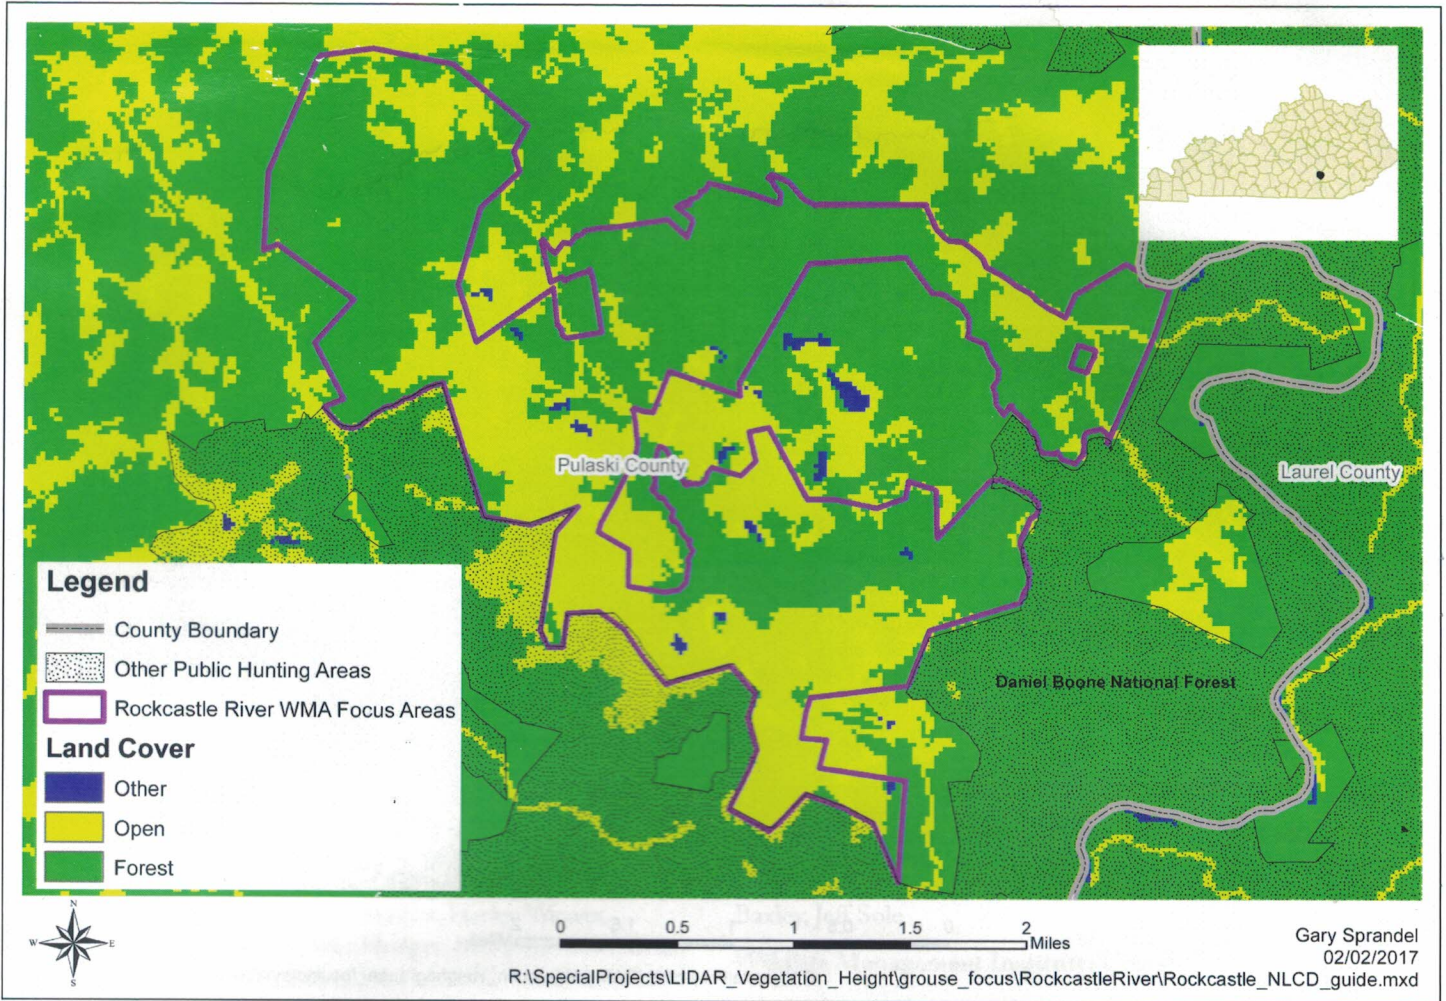 Pulaski County
Laurel County
Daniel Boone National Forest
Legend
County Boundary
Other Public Hunting Areas
Rockcastle River WMA Focus Areas
Land Cover
Other
Open
Forest
N
W E
S
0 0.5 1 1.5 2
Miles
Gary Sprandel
02/02/2017
R:\SpecialProjects\LIDAR_Vegetation_Height\grouse_focus\RockcastleRiver\Rockcastle_NLCD_guide.mxd